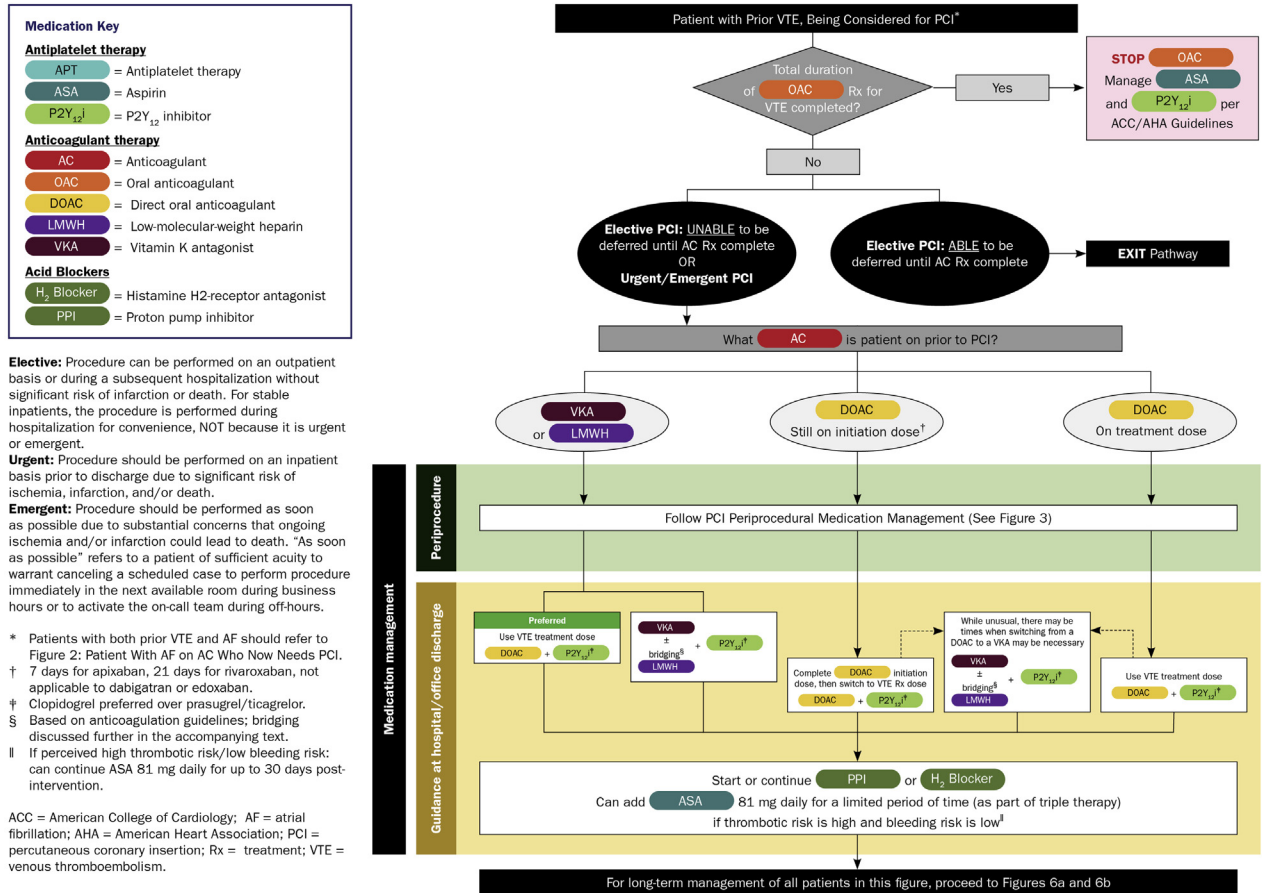 Medication Key
Antiplatelet therapy
APT = Antiplatelet therapy
ASA = Aspirin
P2Y12i = P2Y12 inhibitor
Anticoagulant therapy
AC = Anticoagulant
OAC = Oral anticoagulant
DOAC = Direct oral anticoagulant
LMWH = Low-molecular-weight heparin
VKA = Vitamin K antagonist
Acid Blockers
H2 Blocker = Histamine H2-receptor antagonist
PPI = Proton pump inhibitor
Elective: Procedure can be performed on an outpatient
basis or during a subsequent hospitalization without
significant risk of infarction or death. For stable
inpatients, the procedure is performed during
hospitalization for convenience, NOT because it is urgent
or emergent.
Urgent: Procedure should be performed on an inpatient
basis prior to discharge due to significant risk of
ischemia, infarction, and/or death.
Emergent: Procedure should be performed as soon
as possible due to substantial concerns that ongoing
ischemia and/or infarction could lead to death. “As soon
as possible” refers to a patient of sufficient acuity to
warrant canceling a scheduled case to perform procedure
immediately in the next available room during business
hours or to activate the on-call team during off-hours.
* Patients with both prior VTE and AF should refer to
Figure 2: Patient With AF on AC Who Now Needs PCI.
† 7 days for apixaban, 21 days for rivaroxaban, not
applicable to dabigatran or edoxaban.
‡ Clopidogrel preferred over prasugrel/ticagrelor.
§ Based on anticoagulation guidelines; bridging
discussed further in the accompanying text.
‖ If perceived high thrombotic risk/low bleeding risk:
can continue ASA 81 mg daily for up to 30 days post-
intervention.
ACC = American College of Cardiology; AF = atrial
fibrillation; AHA = American Heart Association; PCI =
percutaneous coronary insertion; Rx = treatment; VTE =
venous thromboembolism.
Patient with Prior VTE, Being Considered for PCI*
Total duration
of OAC Rx for
VTE completed?
Yes
STOP OAC
Manage ASA
and P2Y12i per
ACC/AHA Guidelines
No
Elective PCI: UNABLE to be
deferred until AC Rx complete
OR
Urgent/Emergent PCI
Elective PCI: ABLE to be
deferred until AC Rx complete
EXIT Pathway
What AC is patient on prior to PCI?
VKA
or LMWH
DOAC
Still on initiation dose†
DOAC
On treatment dose
Medication management
Periprocedure
Follow PCI Periprocedural Medication Management (See Figure 3)
Guidance at hospital/office discharge
Preferred
Use VTE treatment dose
DOAC + P2Y12i‡
VKA
±
bridging§
LMWH
+ P2Y12i‡
Complete DOAC initiation
dose, then switch to VTE Rx dose
DOAC + P2Y12i‡
While unusual, there may be
times when switching from a
DOAC to a VKA may be necessary
VKA
±
bridging§
LMWH
+ P2Y12i‡
Use VTE treatment dose
DOAC + P2Y12i‡
Start or continue PPI or H2 Blocker
Can add ASA 81 mg daily for a limited period of time (as part of triple therapy)
if thrombotic risk is high and bleeding risk is low‖
For long-term management of all patients in this figure, proceed to Figures 6a and 6b